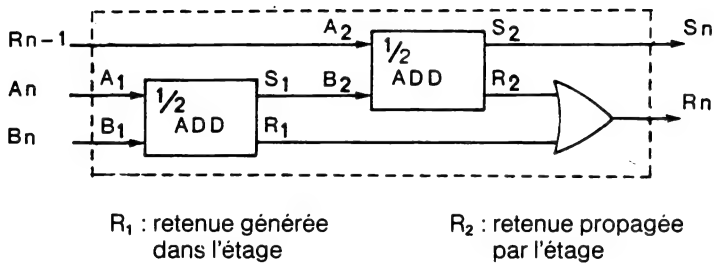 Rn-1 A₂ S₂ Sn
½ ADD
An A₁ S₁ B₂ R₂
½ ADD
Rn
Bn B₁ R₁
R₁ : retenue générée
dans l'étage
R₂ : retenue propagée
par l'étage